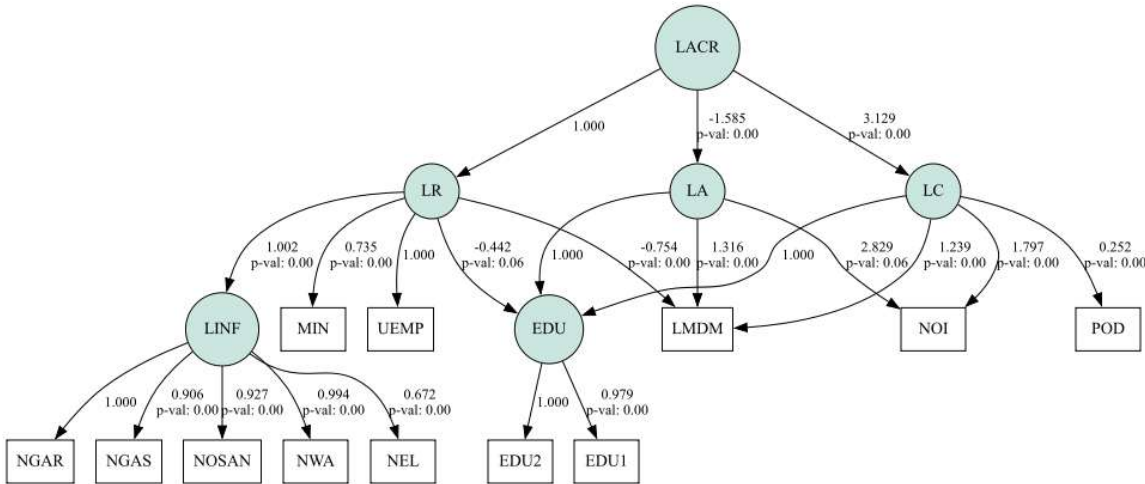 LACR
1.000
-1.585
p-val: 0.00
3.129
p-val: 0.00
LR
LA
LC
1.002
p-val: 0.00
0.735
p-val: 0.00
1.000
-0.442
p-val: 0.06
1.000
-0.754
p-val: 0.00
1.316
p-val: 0.00
1.000
2.829
p-val: 0.06
1.239
p-val: 0.00
1.797
p-val: 0.00
0.252
p-val: 0.00
LINF
MIN
UEMP
EDU
LMDM
NOI
POD
1.000
0.906
p-val: 0.00
0.927
p-val: 0.00
0.994
p-val: 0.00
0.672
p-val: 0.00
1.000
0.979
p-val: 0.00
NGAR
NGAS
NOSAN
NWA
NEL
EDU2
EDU1